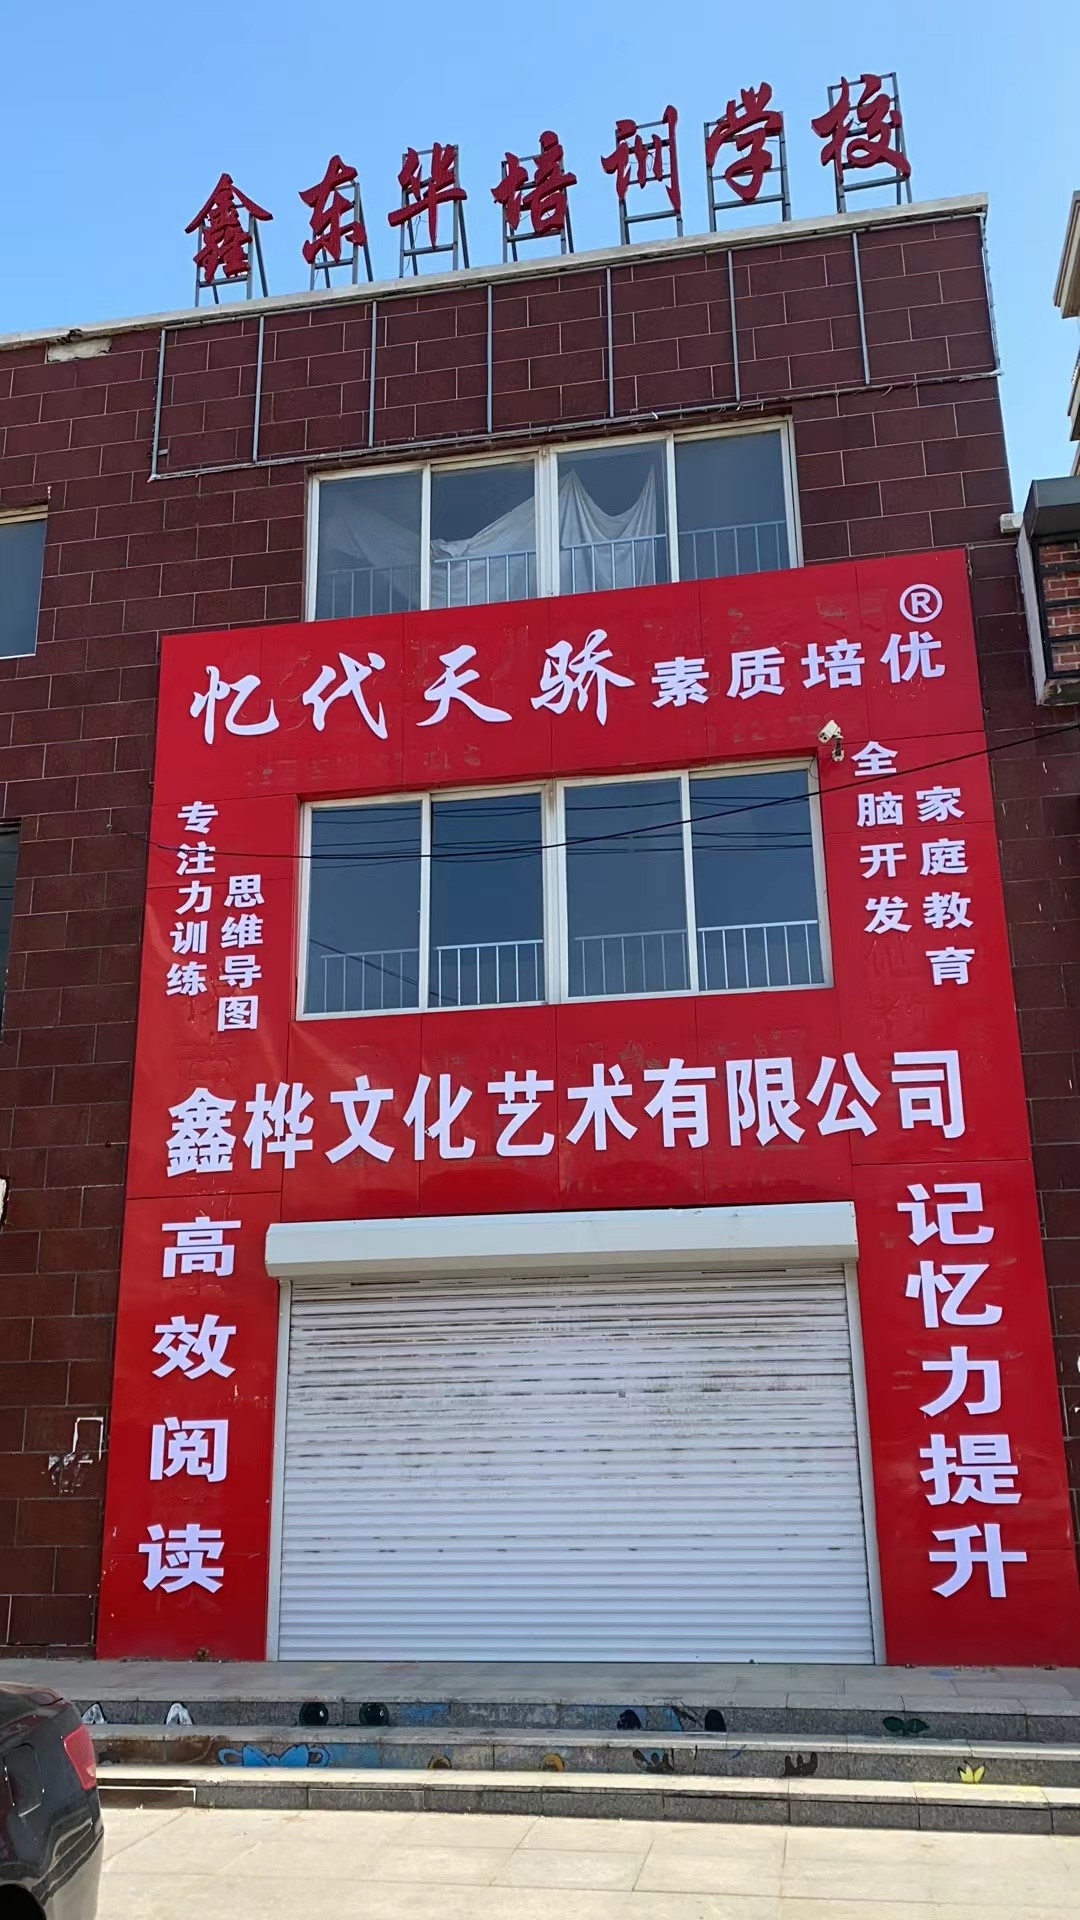 鑫东华培训学校
忆代天骄素质培优®
专注力训练
思维导图
全脑开发
家庭教育
鑫桦文化艺术有限公司
高效阅读
记忆力提升